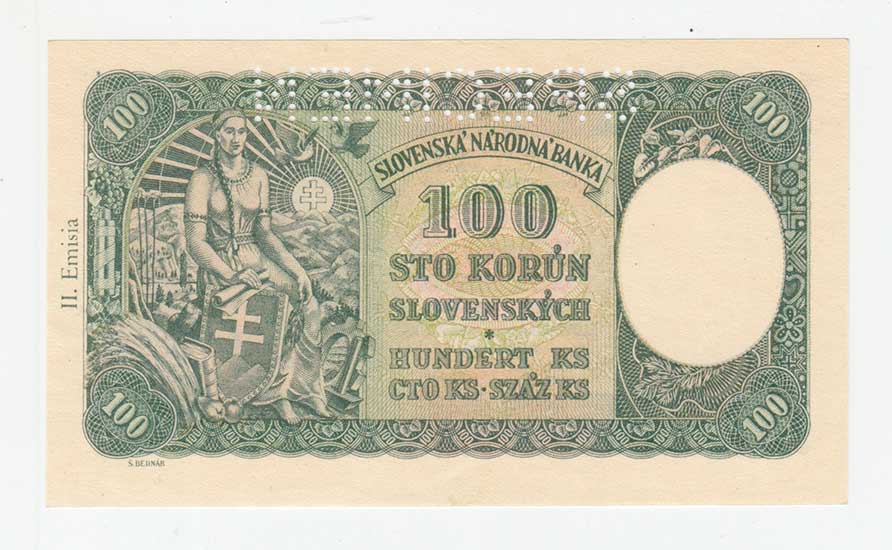 100
100
SLOVENSKÁ NÁRODNÁ BANKA
100
STO KORÚN
SLOVENSKÝCH
*
HUNDERT KS
CTO KS · SZÁZ KS
II. Emisia
100
100
S. BEDNÁR